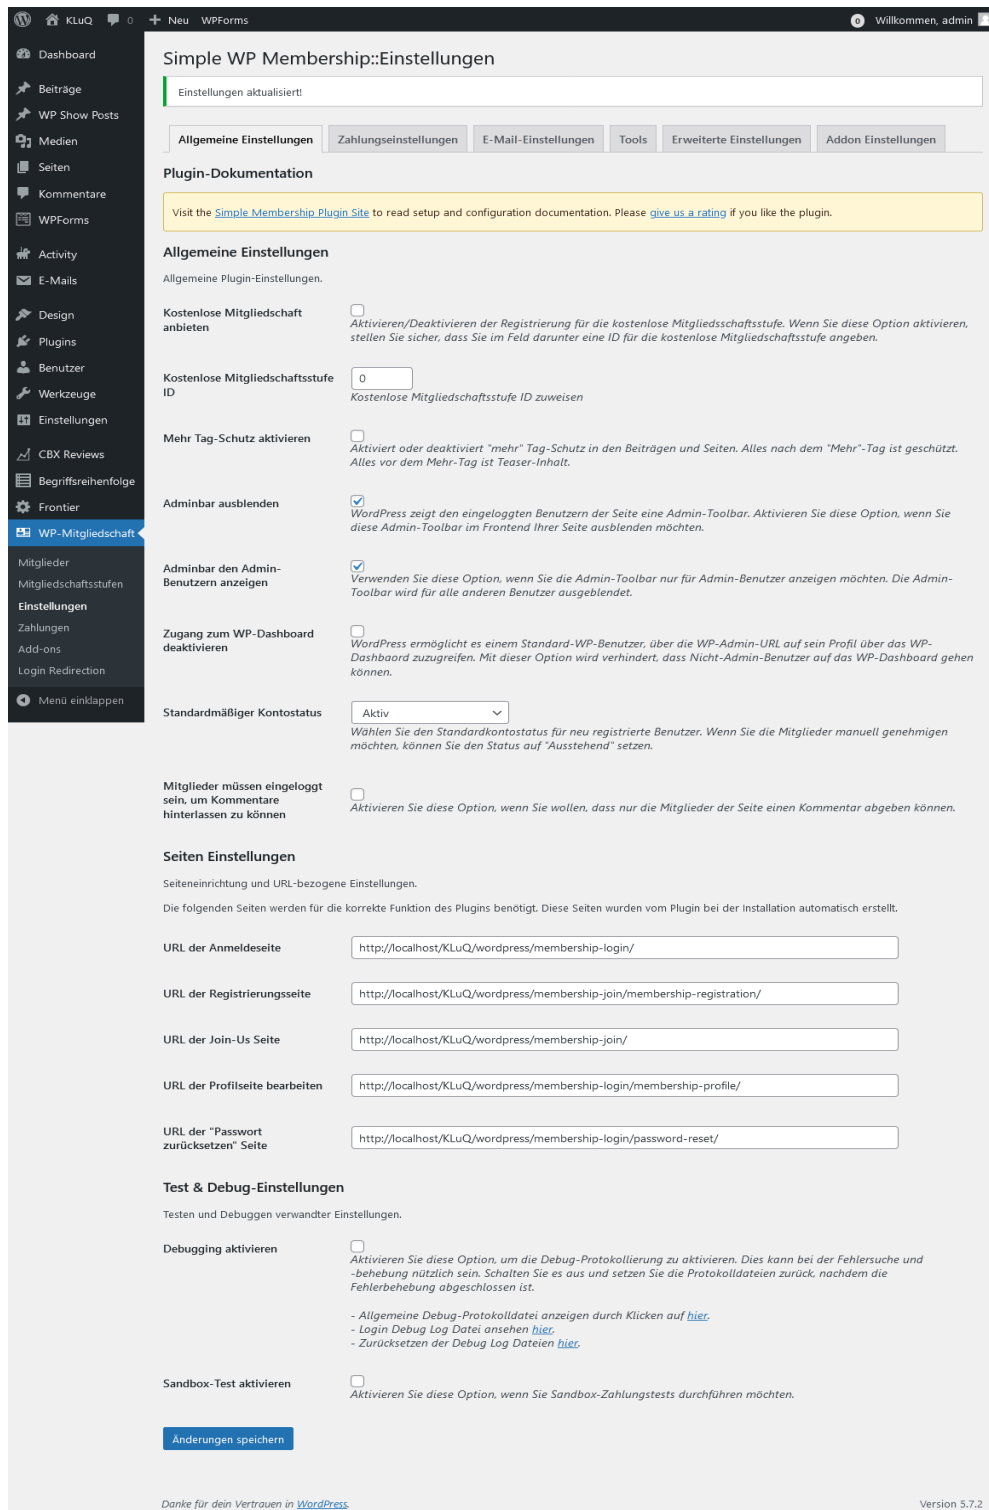 KLuQ 0 Neu WPForms 0 Willkommen, admin
Dashboard
Beiträge
WP Show Posts
Medien
Seiten
Kommentare
WPForms
Activity
E-Mails
Design
Plugins
Benutzer
Werkzeuge
Einstellungen
CBX Reviews
Begriffsreihenfolge
Frontier
WP-Mitgliedschaft
Mitglieder
Mitgliedschaftsstufen
Einstellungen
Zahlungen
Add-ons
Login Redirection
Menü einklappen
Simple WP Membership::Einstellungen
Einstellungen aktualisiert!
Allgemeine Einstellungen Zahlungseinstellungen E-Mail-Einstellungen Tools Erweiterte Einstellungen Addon Einstellungen
Plugin-Dokumentation
Visit the Simple Membership Plugin Site to read setup and configuration documentation. Please give us a rating if you like the plugin.
Allgemeine Einstellungen
Allgemeine Plugin-Einstellungen.
Kostenlose Mitgliedschaft
anbieten
Aktivieren/Deaktivieren der Registrierung für die kostenlose Mitgliedsschaftsstufe. Wenn Sie diese Option aktivieren,
stellen Sie sicher, dass Sie im Feld darunter eine ID für die kostenlose Mitgliedschaftsstufe angeben.
Kostenlose Mitgliedschaftsstufe
ID
0
Kostenlose Mitgliedschaftsstufe ID zuweisen
Mehr Tag-Schutz aktivieren
Aktiviert oder deaktiviert "mehr" Tag-Schutz in den Beiträgen und Seiten. Alles nach dem "Mehr"-Tag ist geschützt.
Alles vor dem Mehr-Tag ist Teaser-Inhalt.
Adminbar ausblenden
WordPress zeigt den eingeloggten Benutzern der Seite eine Admin-Toolbar. Aktivieren Sie diese Option, wenn Sie
diese Admin-Toolbar im Frontend Ihrer Seite ausblenden möchten.
Adminbar den Admin-
Benutzern anzeigen
Verwenden Sie diese Option, wenn Sie die Admin-Toolbar nur für Admin-Benutzer anzeigen möchten. Die Admin-
Toolbar wird für alle anderen Benutzer ausgeblendet.
Zugang zum WP-Dashboard
deaktivieren
WordPress ermöglicht es einem Standard-WP-Benutzer, über die WP-Admin-URL auf sein Profil über das WP-
Dashbaord zuzugreifen. Mit dieser Option wird verhindert, dass Nicht-Admin-Benutzer auf das WP-Dashboard gehen
können.
Standardmäßiger Kontostatus
Aktiv
Wählen Sie den Standardkontostatus für neu registrierte Benutzer. Wenn Sie die Mitglieder manuell genehmigen
möchten, können Sie den Status auf "Ausstehend" setzen.
Mitglieder müssen eingeloggt
sein, um Kommentare
hinterlassen zu können
Aktivieren Sie diese Option, wenn Sie wollen, dass nur die Mitglieder der Seite einen Kommentar abgeben können.
Seiten Einstellungen
Seiteneinrichtung und URL-bezogene Einstellungen.
Die folgenden Seiten werden für die korrekte Funktion des Plugins benötigt. Diese Seiten wurden vom Plugin bei der Installation automatisch erstellt.
URL der Anmeldeseite
http://localhost/KLuQ/wordpress/membership-login/
URL der Registrierungsseite
http://localhost/KLuQ/wordpress/membership-join/membership-registration/
URL der Join-Us Seite
http://localhost/KLuQ/wordpress/membership-join/
URL der Profilseite bearbeiten
http://localhost/KLuQ/wordpress/membership-login/membership-profile/
URL der "Passwort
zurücksetzen" Seite
http://localhost/KLuQ/wordpress/membership-login/password-reset/
Test & Debug-Einstellungen
Testen und Debuggen verwandter Einstellungen.
Debugging aktivieren
Aktivieren Sie diese Option, um die Debug-Protokollierung zu aktivieren. Dies kann bei der Fehlersuche und
-behebung nützlich sein. Schalten Sie es aus und setzen Sie die Protokolldateien zurück, nachdem die
Fehlerbehebung abgeschlossen ist.
- Allgemeine Debug-Protokolldatei anzeigen durch Klicken auf hier.
- Login Debug Log Datei ansehen hier.
- Zurücksetzen der Debug Log Dateien hier.
Sandbox-Test aktivieren
Aktivieren Sie diese Option, wenn Sie Sandbox-Zahlungstests durchführen möchten.
Änderungen speichern
Danke für dein Vertrauen in WordPress. Version 5.7.2